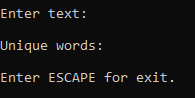 Enter text:
Unique words:
Enter ESCAPE for exit.